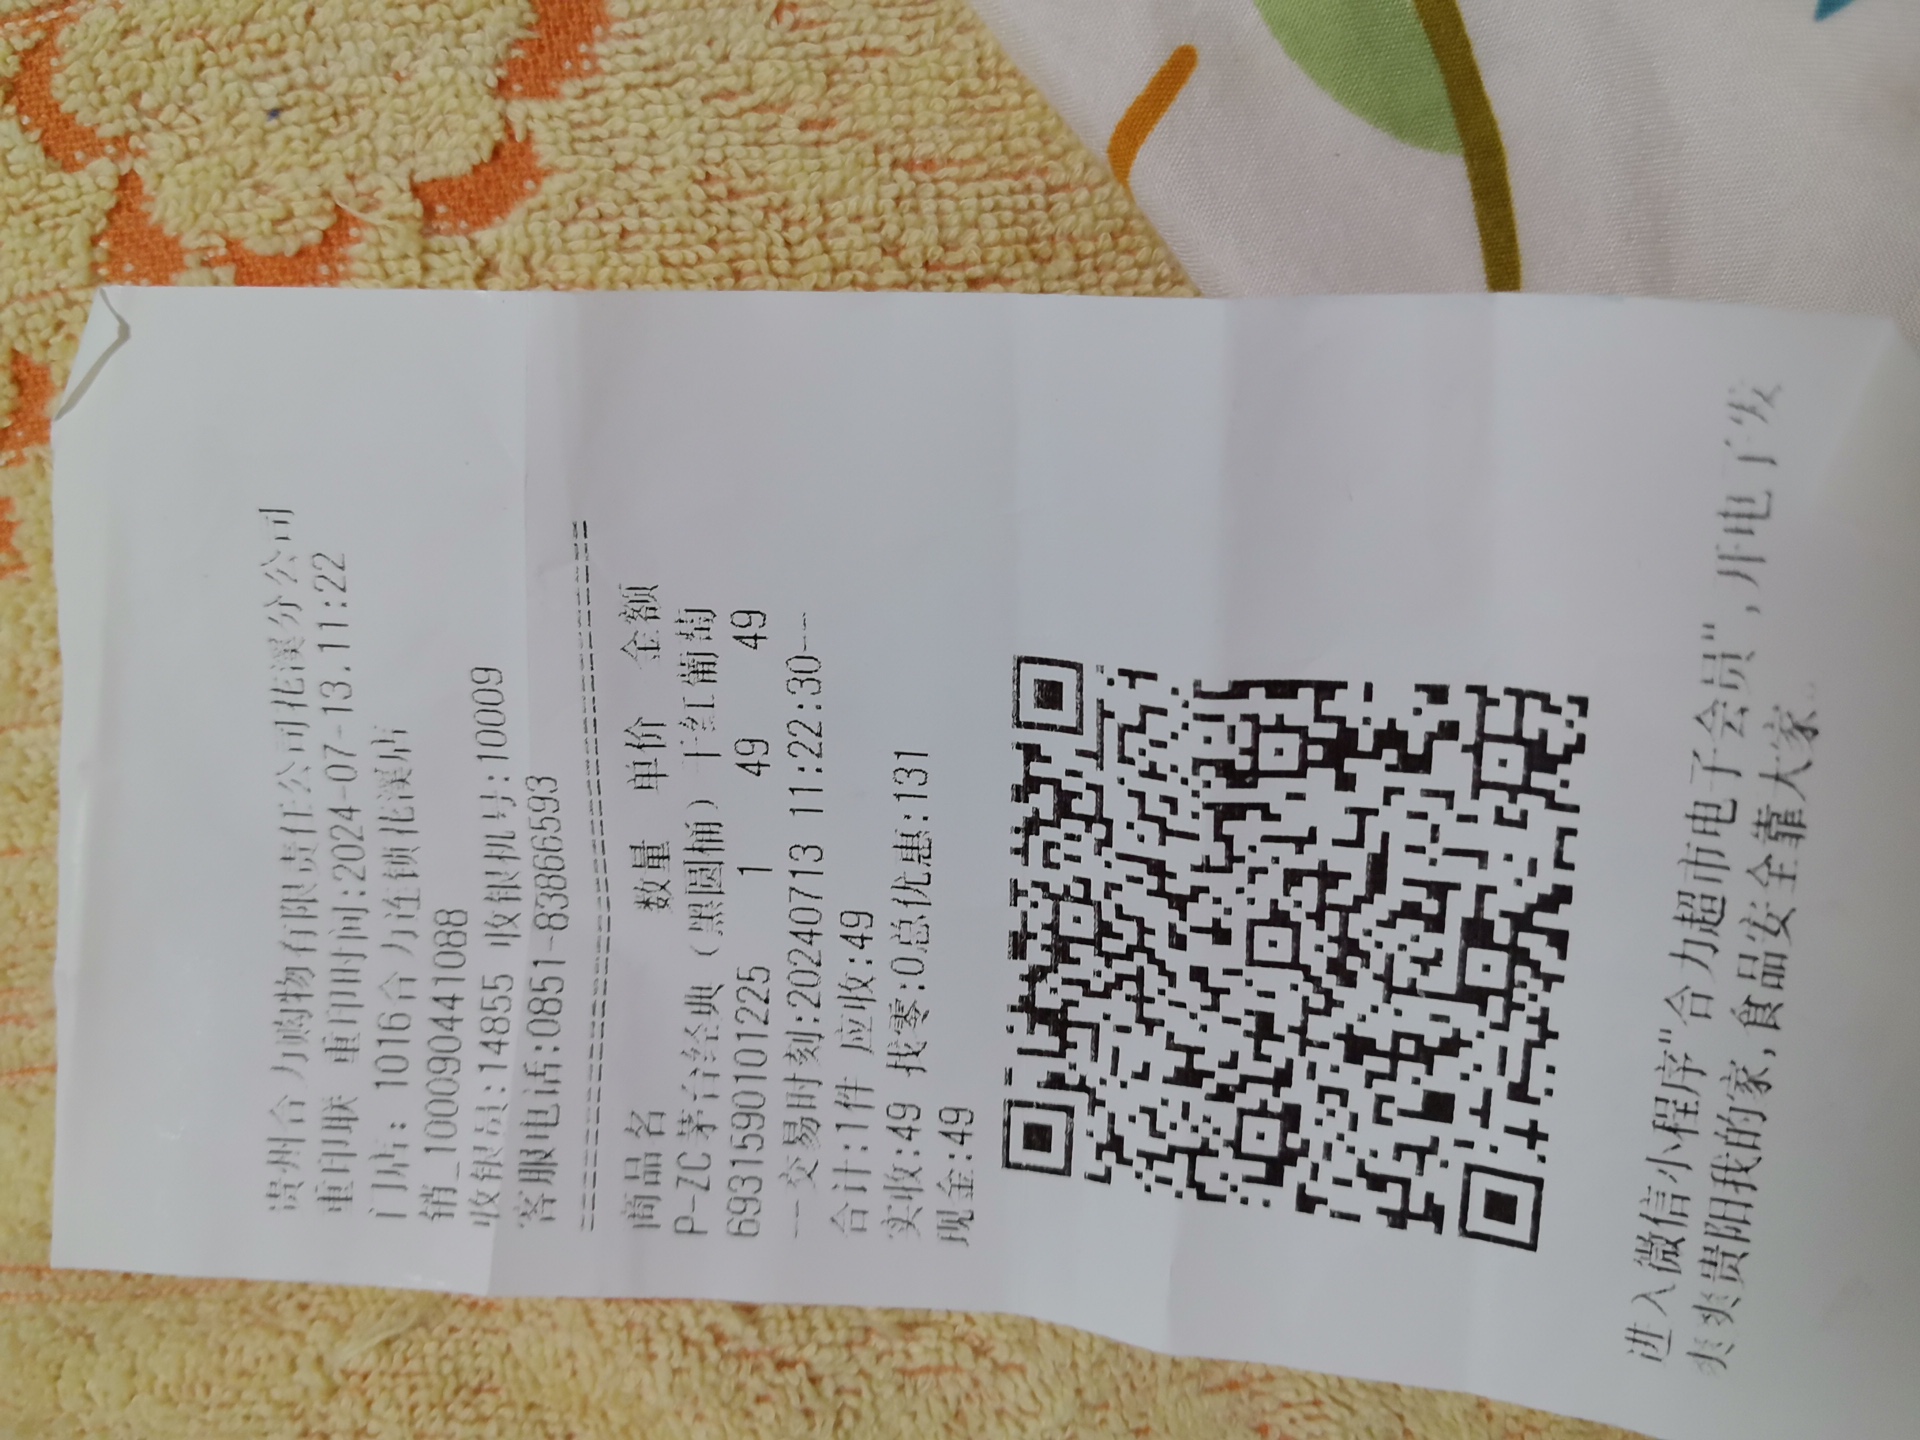 贵州合力购物有限责任公司花溪分公司
重印联 重印时间:2024-07-13.11:22
门店: 1016合力连锁花溪店
销_100090441088
收银员:14855 收银机号:10009
客服电话:0851-83866593
商品名 数量 单价 金额
P-ZC茅台经典（黑圆桶）干红葡萄
6931590101225 1 49 49
--交易时刻:20240713 11:22:30--
合计:1件 应收:49
实收:49 找零:0总优惠:131
现金:49
进入微信小程序"合力超市电子会员",开电子发
爽爽贵阳我的家,食品安全靠大家..